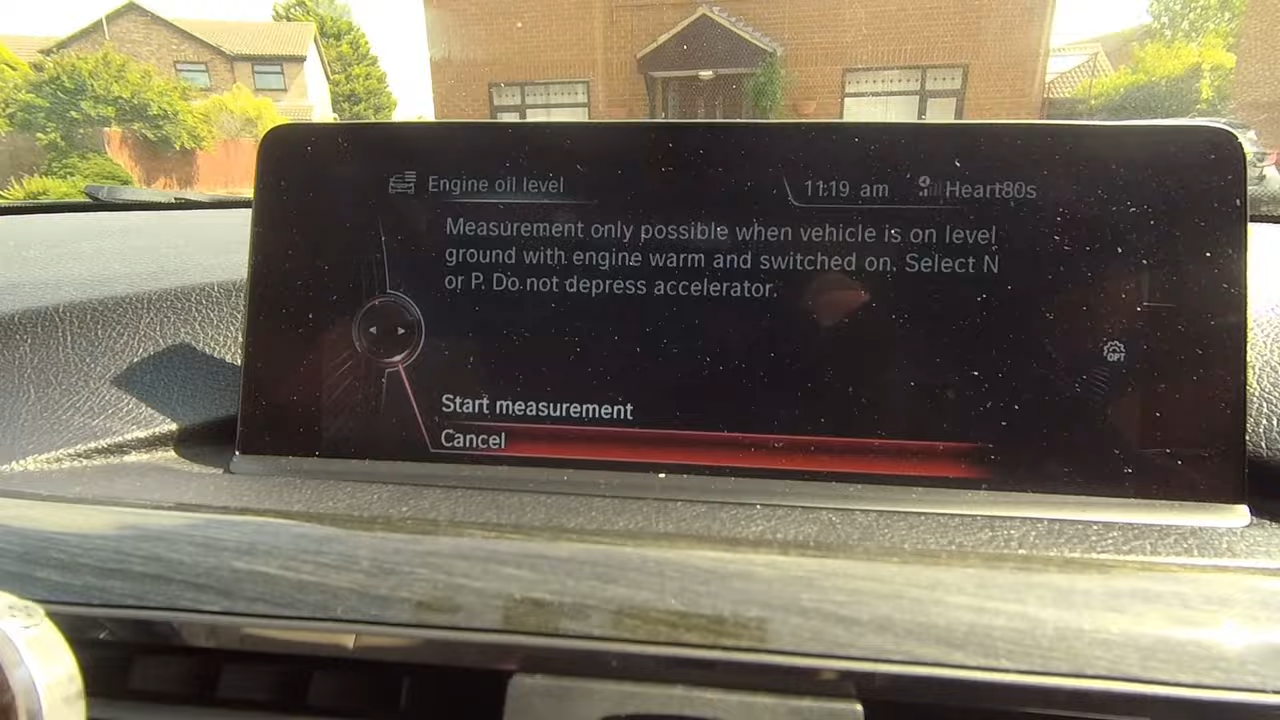 Engine oil level
11:19 am
Heart80s
Measurement only possible when vehicle is on level
ground with engine warm and switched on. Select N
or P. Do not depress accelerator.
OPT
Start measurement
Cancel